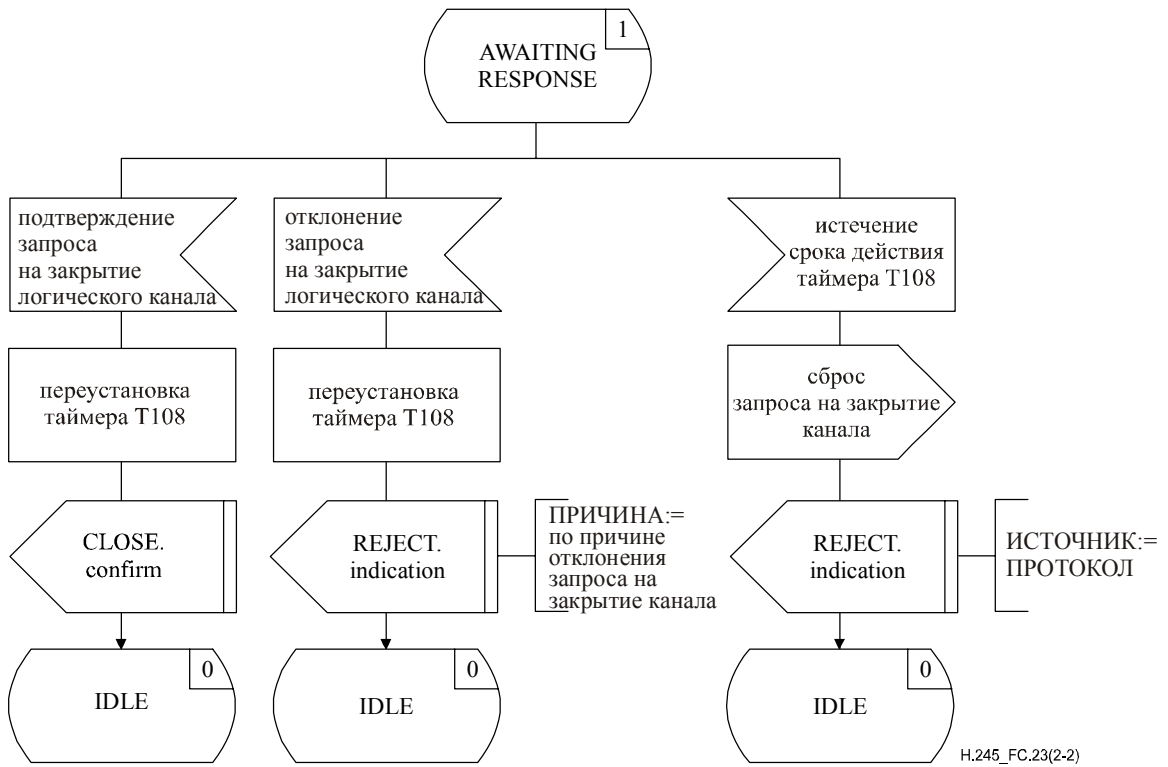 1
AWAITING
RESPONSE
подтверждение
запроса
на закрытие
логического канала
отклонение
запроса
на закрытие
логического канала
истечение
срока действия
таймера T108
переустановка
таймера T108
переустановка
таймера T108
сброс
запроса на закрытие
канала
CLOSE.
confirm
REJECT.
indication
ПРИЧИНА:=
по причине
отклонения
запроса на
закрытие канала
REJECT.
indication
ИСТОЧНИК:=
ПРОТОКОЛ
0
IDLE
0
IDLE
0
IDLE
H.245_FC.23(2-2)